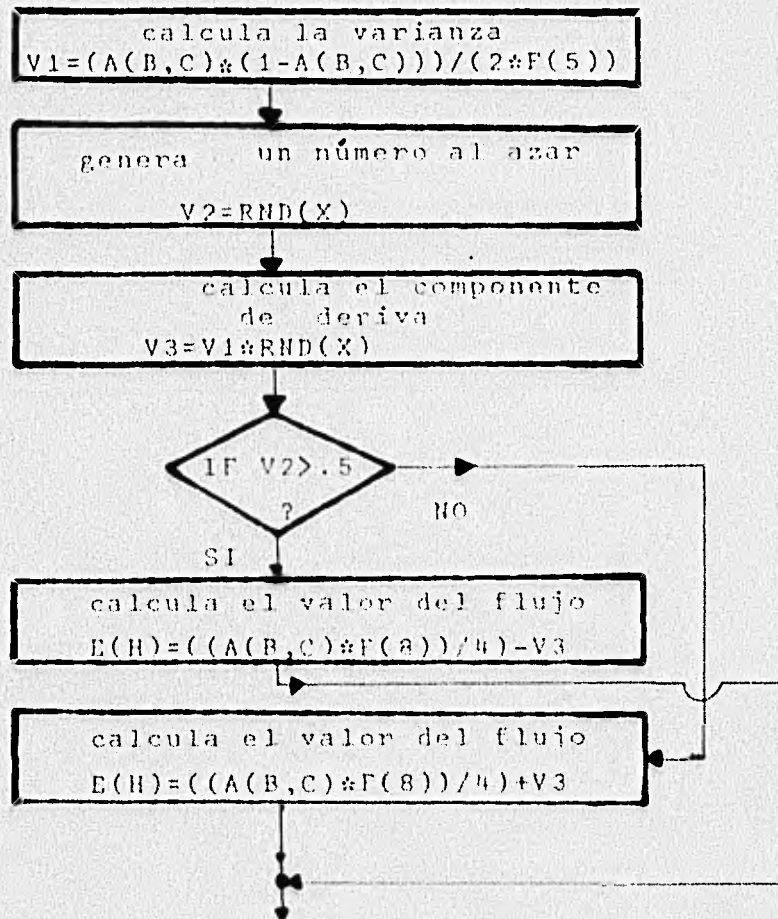 calcula la varianza
V1=(A(B,C)*(1-A(B,C)))/(2*F(5))
genera un número al azar
V2=RND(X)
calcula el componente
de deriva
V3=V1*RND(X)
IF V2>.5
?
NO
SI
calcula el valor del flujo
E(H)=((A(B,C)*F(8))/4)-V3
calcula el valor del flujo
E(H)=((A(B,C)*F(8))/4)+V3